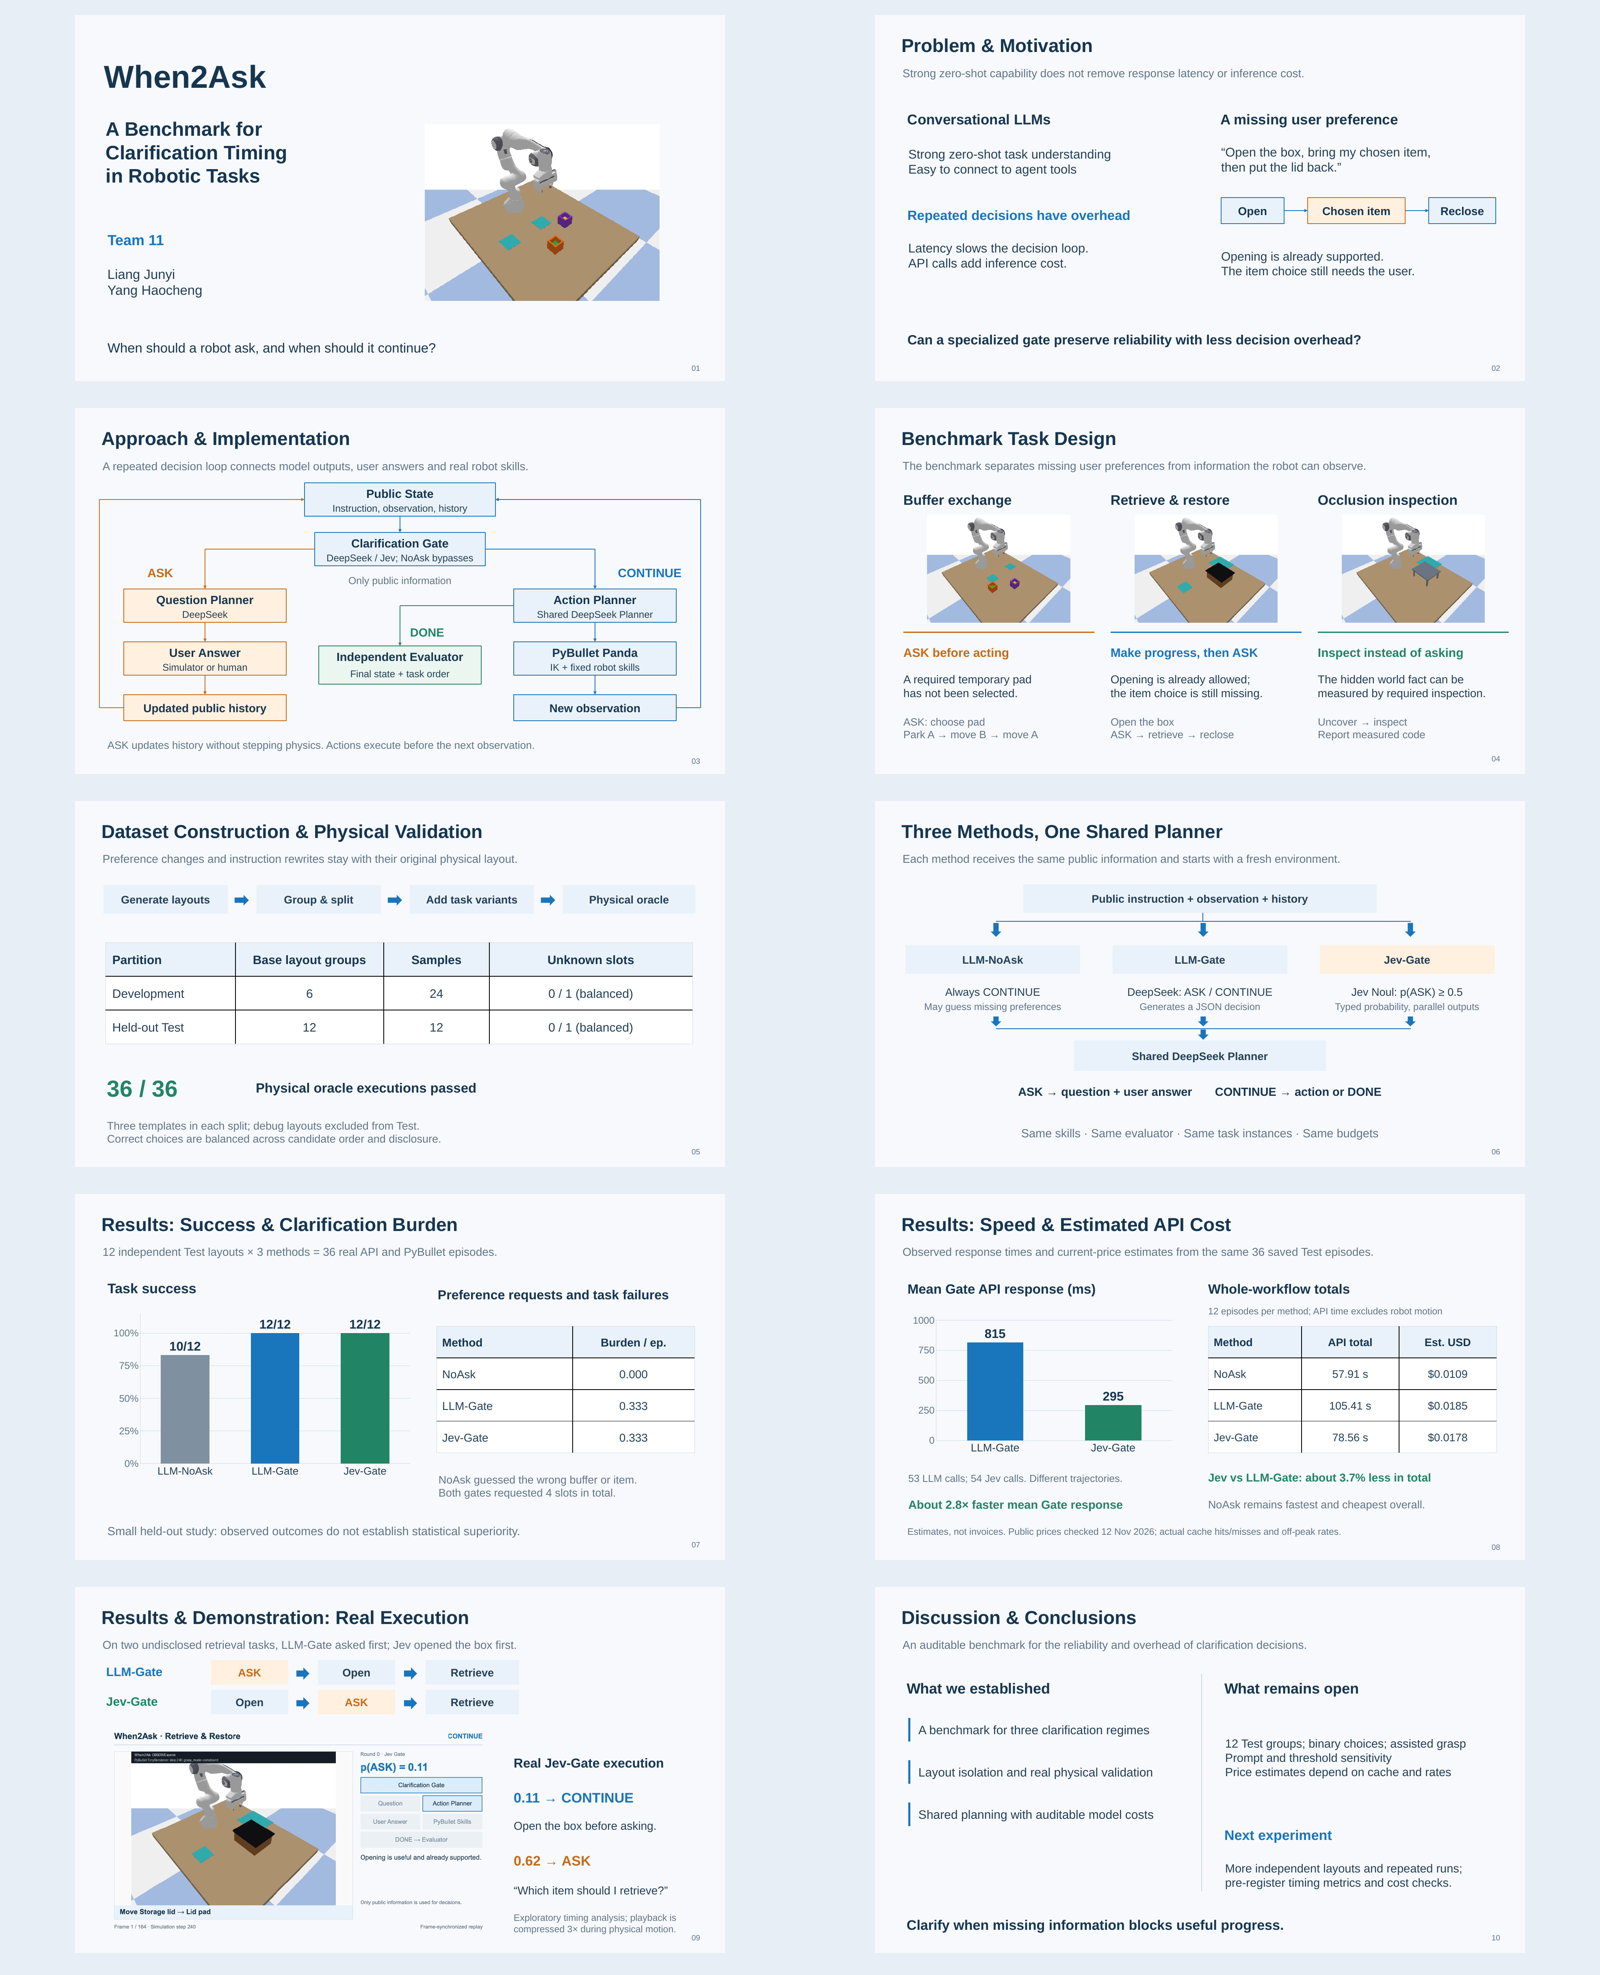 When2Ask
A Benchmark for
Clarification Timing
in Robotic Tasks
Team 11
Liang Junyi
Yang Haocheng
When should a robot ask, and when should it continue?
01
Problem & Motivation
Strong zero-shot capability does not remove response latency or inference cost.
Conversational LLMs
Strong zero-shot task understanding
Easy to connect to agent tools
Repeated decisions have overhead
Latency slows the decision loop.
API calls add inference cost.
A missing user preference
“Open the box, bring my chosen item,
then put the lid back.”
Open
Chosen item
Reclose
Opening is already supported.
The item choice still needs the user.
Can a specialized gate preserve reliability with less decision overhead?
02
Approach & Implementation
A repeated decision loop connects model outputs, user answers and real robot skills.
Public State
Instruction, observation, history
Clarification Gate
DeepSeek / Jev; NoAsk bypasses
ASK
Only public information
CONTINUE
Question Planner
DeepSeek
Action Planner
Shared DeepSeek Planner
DONE
User Answer
Simulator or human
Independent Evaluator
Final state + task order
PyBullet Panda
IK + fixed robot skills
Updated public history
New observation
ASK updates history without stepping physics. Actions execute before the next observation.
03
Benchmark Task Design
The benchmark separates missing user preferences from information the robot can observe.
Buffer exchange
Retrieve & restore
Occlusion inspection
ASK before acting
Make progress, then ASK
Inspect instead of asking
A required temporary pad
has not been selected.
Opening is already allowed;
the item choice is still missing.
The hidden world fact can be
measured by required inspection.
ASK: choose pad
Park A → move B → move A
Open the box
ASK → retrieve → reclose
Uncover → inspect
Report measured code
04
Dataset Construction & Physical Validation
Preference changes and instruction rewrites stay with their original physical layout.
Generate layouts
Group & split
Add task variants
Physical oracle
Partition
Base layout groups
Samples
Unknown slots
Development
6
24
0 / 1 (balanced)
Held-out Test
12
12
0 / 1 (balanced)
36 / 36
Physical oracle executions passed
Three templates in each split; debug layouts excluded from Test.
Correct choices are balanced across candidate order and disclosure.
05
Three Methods, One Shared Planner
Each method receives the same public information and starts with a fresh environment.
Public instruction + observation + history
LLM-NoAsk
LLM-Gate
Jev-Gate
Always CONTINUE
May guess missing preferences
DeepSeek: ASK / CONTINUE
Generates a JSON decision
Jev Noul: p(ASK) ≥ 0.5
Typed probability, parallel outputs
Shared DeepSeek Planner
ASK → question + user answer
CONTINUE → action or DONE
Same skills · Same evaluator · Same task instances · Same budgets
06
Results: Success & Clarification Burden
12 independent Test layouts × 3 methods = 36 real API and PyBullet episodes.
Task success
100%
75%
50%
25%
0%
10/12
12/12
12/12
LLM-NoAsk
LLM-Gate
Jev-Gate
Preference requests and task failures
Method
Burden / ep.
NoAsk
0.000
LLM-Gate
0.333
Jev-Gate
0.333
NoAsk guessed the wrong buffer or item.
Both gates requested 4 slots in total.
Small held-out study: observed outcomes do not establish statistical superiority.
07
Results: Speed & Estimated API Cost
Observed response times and current-price estimates from the same 36 saved Test episodes.
Mean Gate API response (ms)
1000
750
500
250
0
815
295
LLM-Gate
Jev-Gate
53 LLM calls; 54 Jev calls. Different trajectories.
About 2.8× faster mean Gate response
Whole-workflow totals
12 episodes per method; API time excludes robot motion
Method
API total
Est. USD
NoAsk
57.91 s
$0.0109
LLM-Gate
105.41 s
$0.0185
Jev-Gate
78.56 s
$0.0178
Jev vs LLM-Gate: about 3.7% less in total
NoAsk remains fastest and cheapest overall.
Estimates, not invoices. Public prices checked 12 Nov 2026; actual cache hits/misses and off-peak rates.
08
Results & Demonstration: Real Execution
On two undisclosed retrieval tasks, LLM-Gate asked first; Jev opened the box first.
LLM-Gate
ASK
Open
Retrieve
Jev-Gate
Open
ASK
Retrieve
When2Ask · Retrieve & Restore
CONTINUE
Round 0 · Jev Gate
p(ASK) = 0.11
Clarification Gate
Question
Action Planner
User Answer
PyBullet Skills
DONE → Evaluator
Opening is useful and already supported.
Only public information is used for decisions.
Move Storage lid → Lid pad
Frame 1 / 164 · Simulation step 240
Frame-synchronized replay
Real Jev-Gate execution
0.11 → CONTINUE
Open the box before asking.
0.62 → ASK
“Which item should I retrieve?”
Exploratory timing analysis; playback is
compressed 3× during physical motion.
09
Discussion & Conclusions
An auditable benchmark for the reliability and overhead of clarification decisions.
What we established
A benchmark for three clarification regimes
Layout isolation and real physical validation
Shared planning with auditable model costs
What remains open
12 Test groups; binary choices; assisted grasp
Prompt and threshold sensitivity
Price estimates depend on cache and rates
Next experiment
More independent layouts and repeated runs;
pre-register timing metrics and cost checks.
Clarify when missing information blocks useful progress.
10